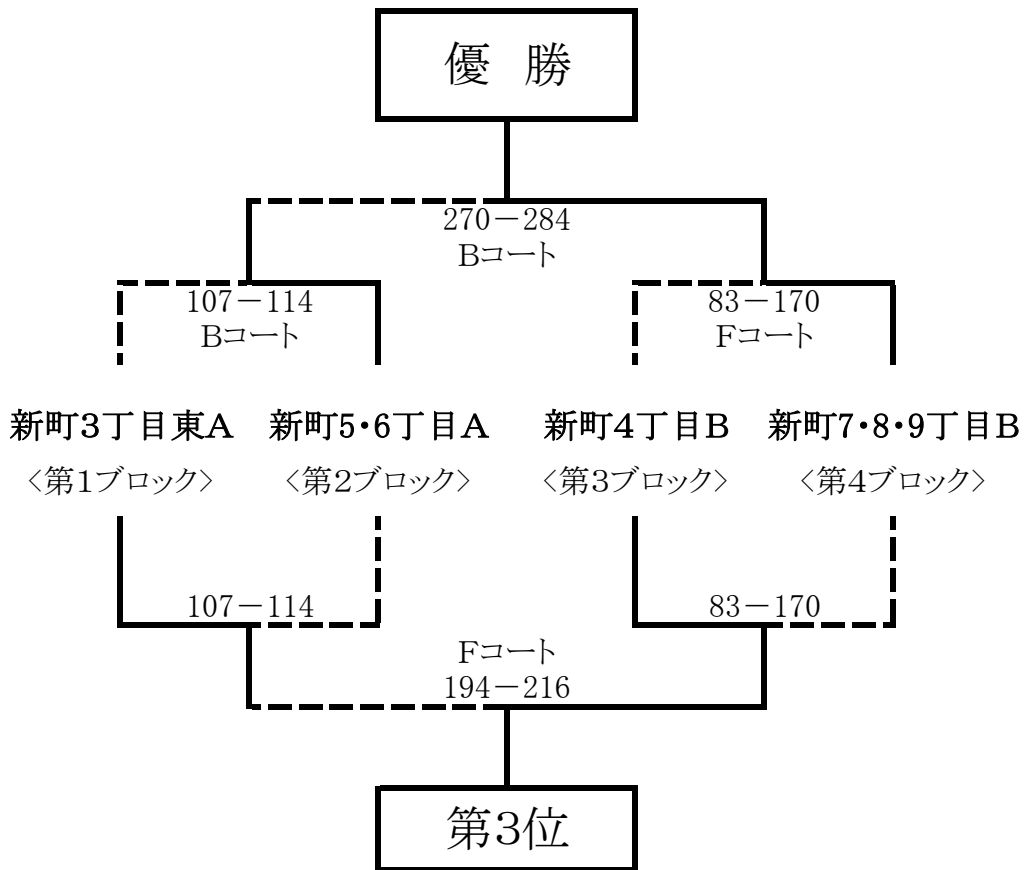 優　勝
270－284
Bコート
107－114
Bコート
83－170
Fコート
新町3丁目東A
新町5・6丁目A
新町4丁目B
新町7・8・9丁目B
〈第1ブロック〉
〈第2ブロック〉
〈第3ブロック〉
〈第4ブロック〉
107－114
83－170
Fコート
194－216
第3位